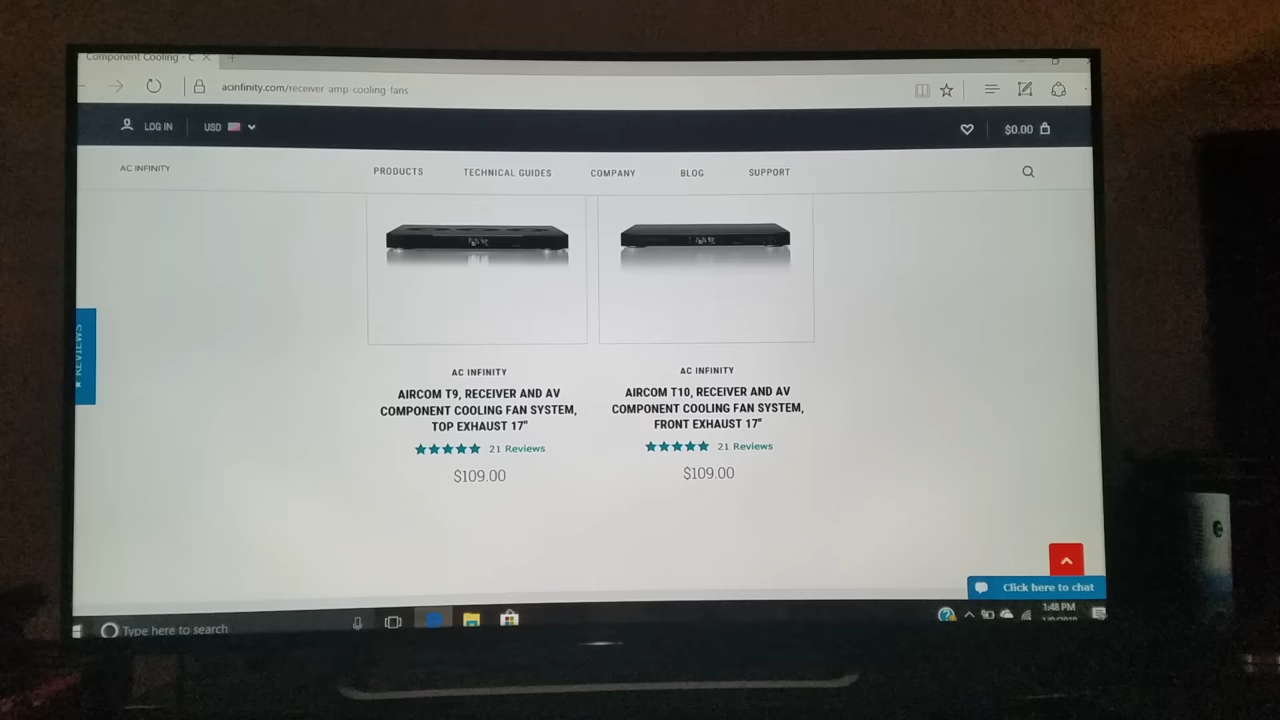 Component Cooling - C
acinfinity.com/receiver-amp-cooling-fans
LOG IN
USD
$0.00
AC INFINITY
PRODUCTS
TECHNICAL GUIDES
COMPANY
BLOG
SUPPORT
★ REVIEWS
AC INFINITY
AIRCOM T9, RECEIVER AND AV
COMPONENT COOLING FAN SYSTEM,
TOP EXHAUST 17"
21 Reviews
$109.00
AC INFINITY
AIRCOM T10, RECEIVER AND AV
COMPONENT COOLING FAN SYSTEM,
FRONT EXHAUST 17"
21 Reviews
$109.00
Click here to chat
Type here to search
1:48 PM